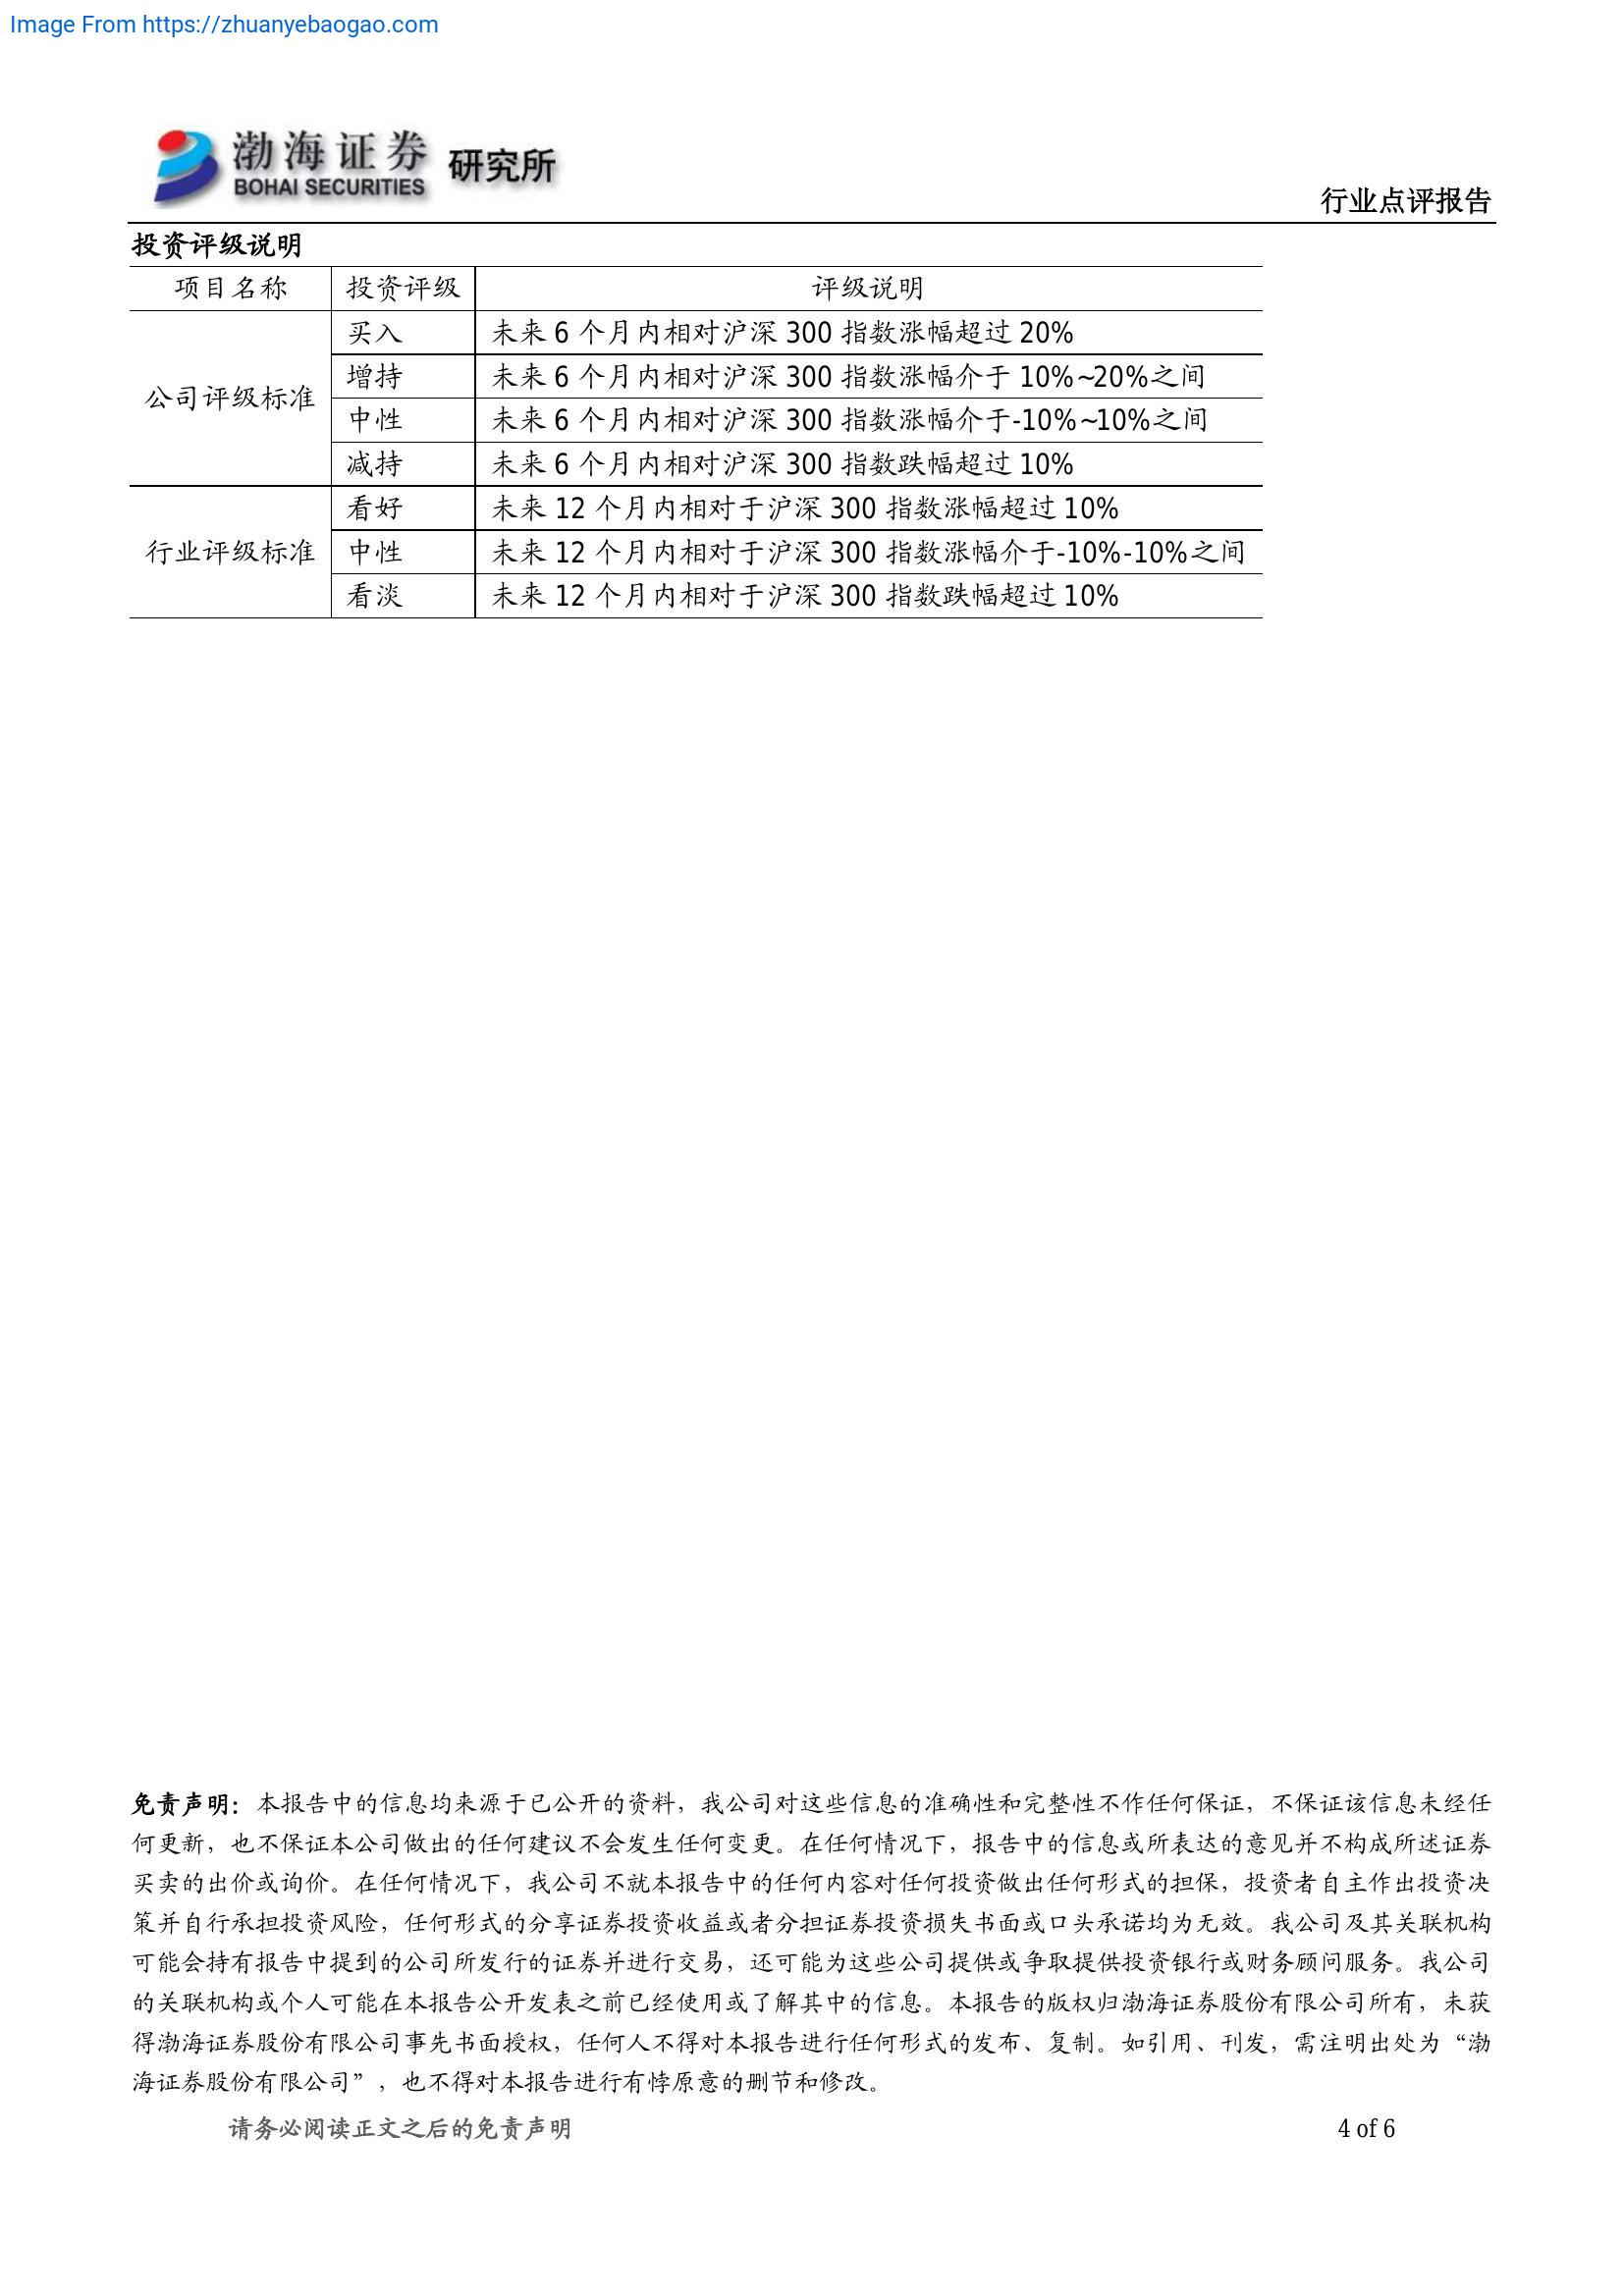 Image From https://zhuanyebaogao.com
渤海证券 研究所
BOHAI SECURITIES
行业点评报告
投资评级说明
项目名称 投资评级 评级说明
公司评级标准
买入 未来 6 个月内相对沪深 300 指数涨幅超过 20%
增持 未来 6 个月内相对沪深 300 指数涨幅介于 10%~20%之间
中性 未来 6 个月内相对沪深 300 指数涨幅介于-10%~10%之间
减持 未来 6 个月内相对沪深 300 指数跌幅超过 10%
行业评级标准
看好 未来 12 个月内相对于沪深 300 指数涨幅超过 10%
中性 未来 12 个月内相对于沪深 300 指数涨幅介于-10%-10%之间
看淡 未来 12 个月内相对于沪深 300 指数跌幅超过 10%
免责声明：本报告中的信息均来源于已公开的资料，我公司对这些信息的准确性和完整性不作任何保证，不保证该信息未经任
何更新，也不保证本公司做出的任何建议不会发生任何变更。在任何情况下，报告中的信息或所表达的意见并不构成所述证券
买卖的出价或询价。在任何情况下，我公司不就本报告中的任何内容对任何投资做出任何形式的担保，投资者自主作出投资决
策并自行承担投资风险，任何形式的分享证券投资收益或者分担证券投资损失书面或口头承诺均为无效。我公司及其关联机构
可能会持有报告中提到的公司所发行的证券并进行交易，还可能为这些公司提供或争取提供投资银行或财务顾问服务。我公司
的关联机构或个人可能在本报告公开发表之前已经使用或了解其中的信息。本报告的版权归渤海证券股份有限公司所有，未获
得渤海证券股份有限公司事先书面授权，任何人不得对本报告进行任何形式的发布、复制。如引用、刊发，需注明出处为“渤
海证券股份有限公司”，也不得对本报告进行有悖原意的删节和修改。
请务必阅读正文之后的免责声明 4 of 6